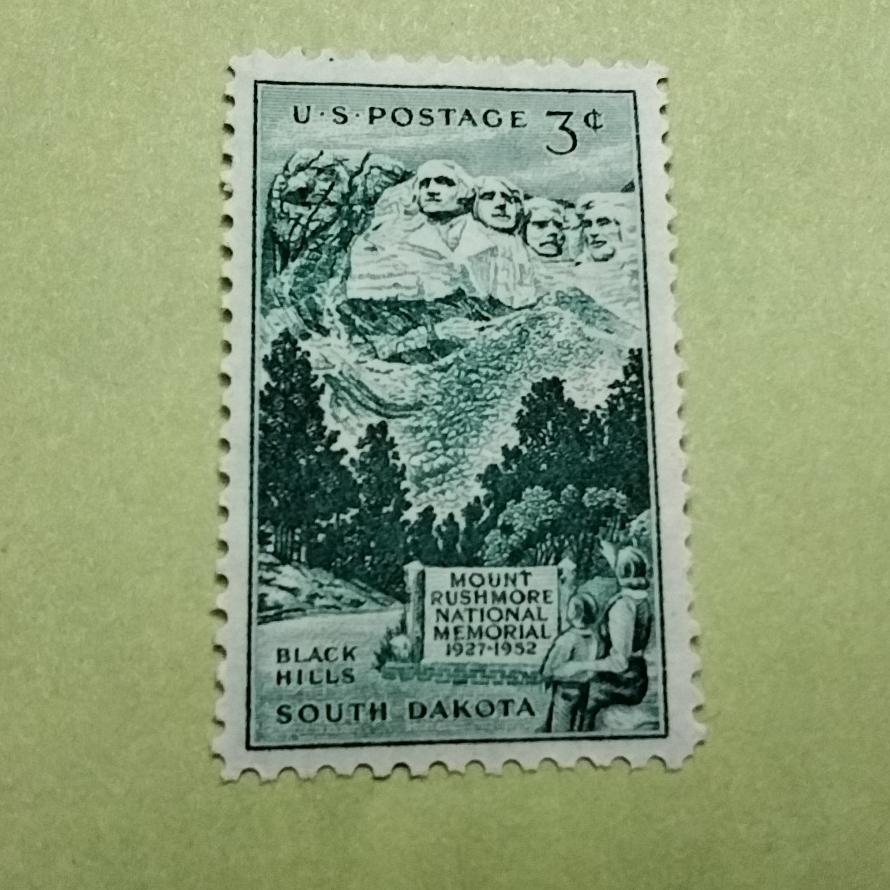 U·S·POSTAGE 3¢
MOUNT
RUSHMORE
NATIONAL
MEMORIAL
1927·1952
BLACK
HILLS
SOUTH DAKOTA